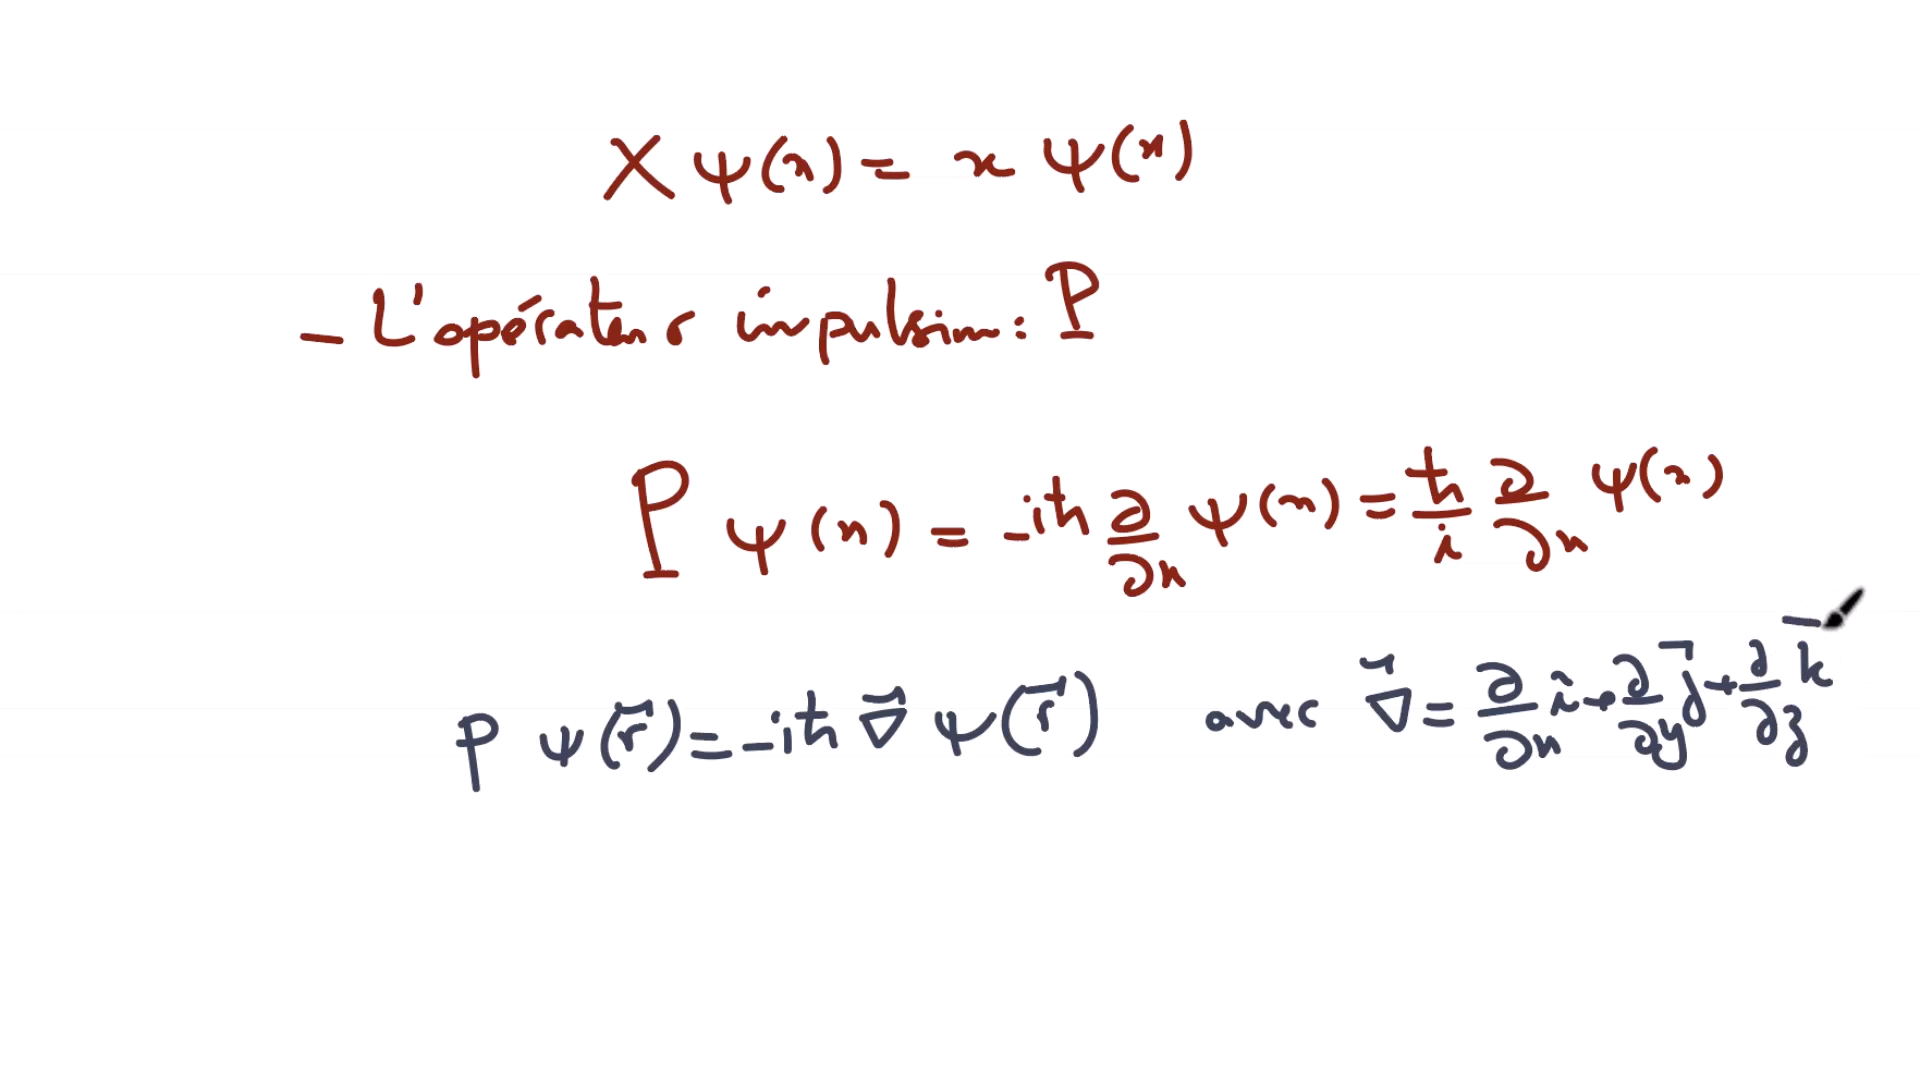 X ψ(x) = x ψ(x)
- L'opérateur impulsion : P
P ψ(x) = -iħ ∂/∂x ψ(x) = ħ/i ∂/∂x ψ(x)
P ψ(r⃗) = -iħ ∇⃗ ψ(r⃗) avec ∇⃗ = ∂/∂x i⃗ + ∂/∂y j⃗ + ∂/∂z k⃗